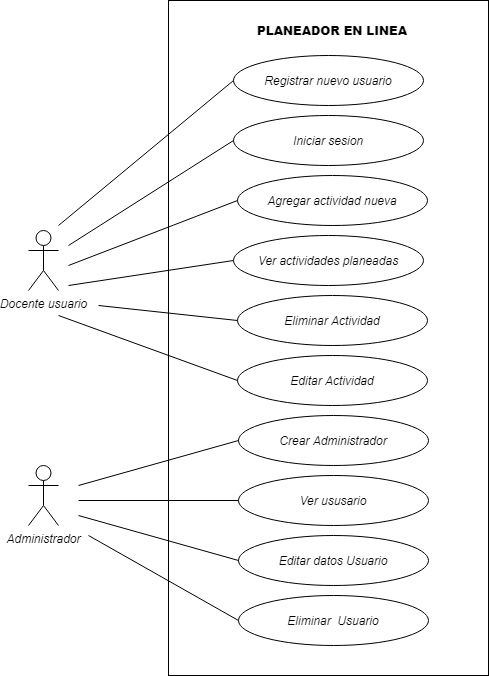 PLANEADOR EN LINEA
Registrar nuevo usuario
Iniciar sesion
Agregar actividad nueva
Ver actividades planeadas
Docente usuario
Eliminar Actividad
Editar Actividad
Crear Administrador
Ver ususario
Administrador
Editar datos Usuario
Eliminar  Usuario